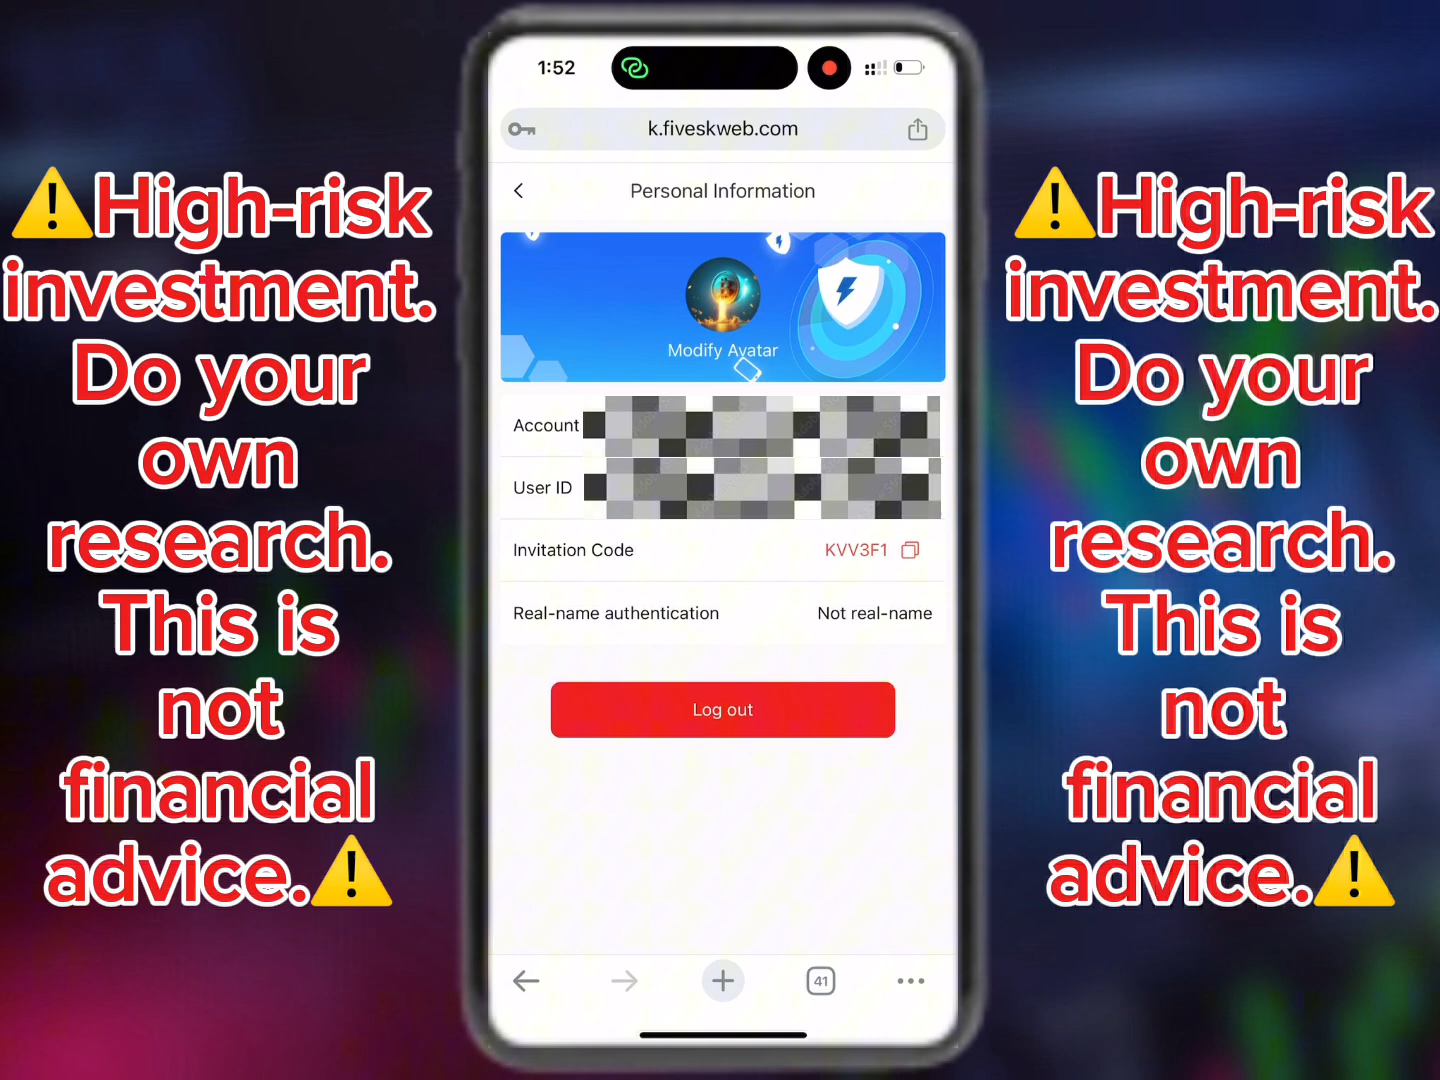 ⚠️High-risk
investment.
Do your
own
research.
This is
not
financial
advice.⚠️
1:52
k.fiveskweb.com
Personal Information
Modify Avatar
Account
User ID
Invitation Code KVV3F1
Real-name authentication Not real-name
Log out
41
⚠️High-risk
investment.
Do your
own
research.
This is
not
financial
advice.⚠️